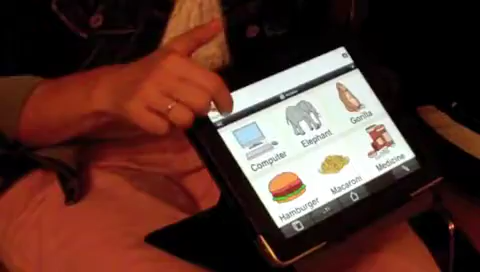 Computer
Elephant
Gorilla
Hamburger
Macaroni
Medicine